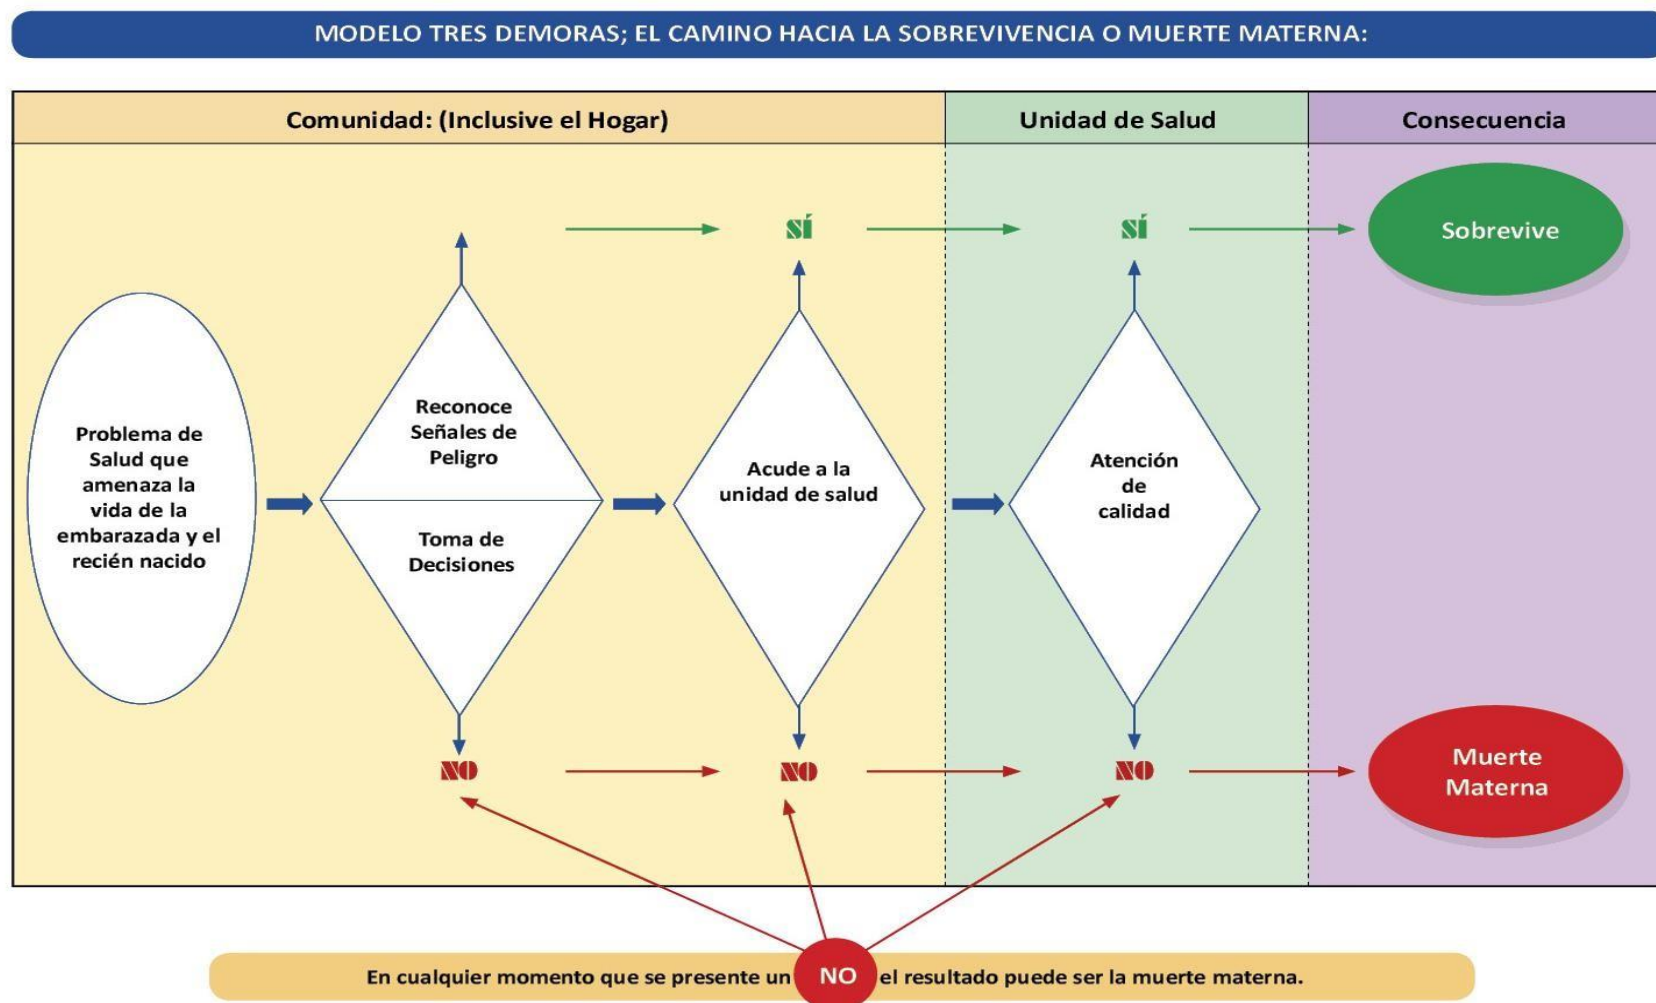 MODELO TRES DEMORAS; EL CAMINO HACIA LA SOBREVIVENCIA O MUERTE MATERNA:
Comunidad: (Inclusive el Hogar)
Unidad de Salud
Consecuencia
SÍ
SÍ
Sobrevive
Problema de
Salud que
amenaza la
vida de la
embarazada y el
recién nacido
Reconoce
Señales de
Peligro
Toma de
Decisiones
Acude a la
unidad de salud
Atención
de
calidad
NO
NO
NO
Muerte
Materna
En cualquier momento que se presente un NO el resultado puede ser la muerte materna.